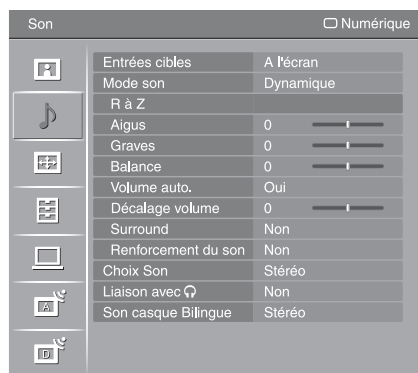 Son Numérique
Entrées cibles A l'écran
Mode son Dynamique
R à Z
Aigus 0
Graves 0
Balance 0
Volume auto. Oui
Décalage volume 0
Surround Non
Renforcement du son Non
Choix Son Stéréo
Liaison avec Non
Son casque Bilingue Stéréo
A
D